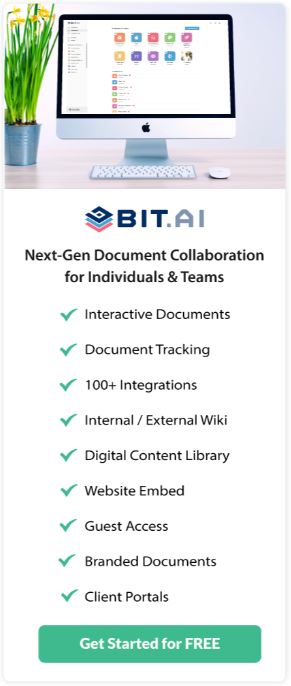 BIT.AI
Next-Gen Document Collaboration
for Individuals & Teams
Interactive Documents
Document Tracking
100+ Integrations
Internal / External Wiki
Digital Content Library
Website Embed
Guest Access
Branded Documents
Client Portals
Get Started for FREE